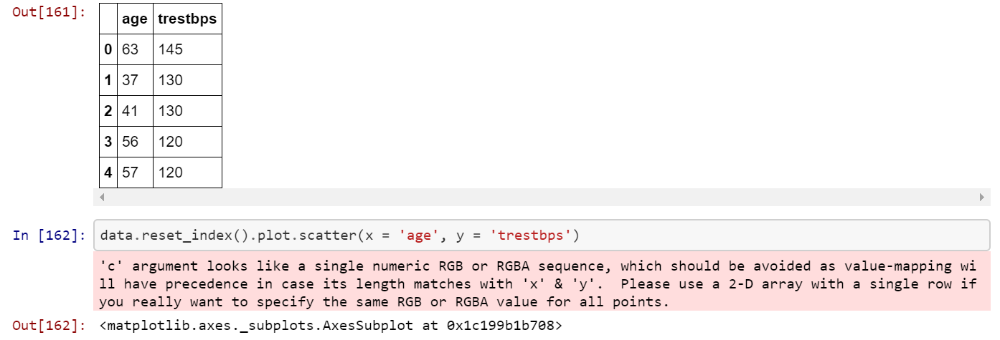 Out[161]:
age trestbps
0 63 145
1 37 130
2 41 130
3 56 120
4 57 120
In [162]: data.reset_index().plot.scatter(x = 'age', y = 'trestbps')
'c' argument looks like a single numeric RGB or RGBA sequence, which should be avoided as value-mapping wi
ll have precedence in case its length matches with 'x' & 'y'.  Please use a 2-D array with a single row if
you really want to specify the same RGB or RGBA value for all points.
Out[162]: <matplotlib.axes._subplots.AxesSubplot at 0x1c199b1b708>